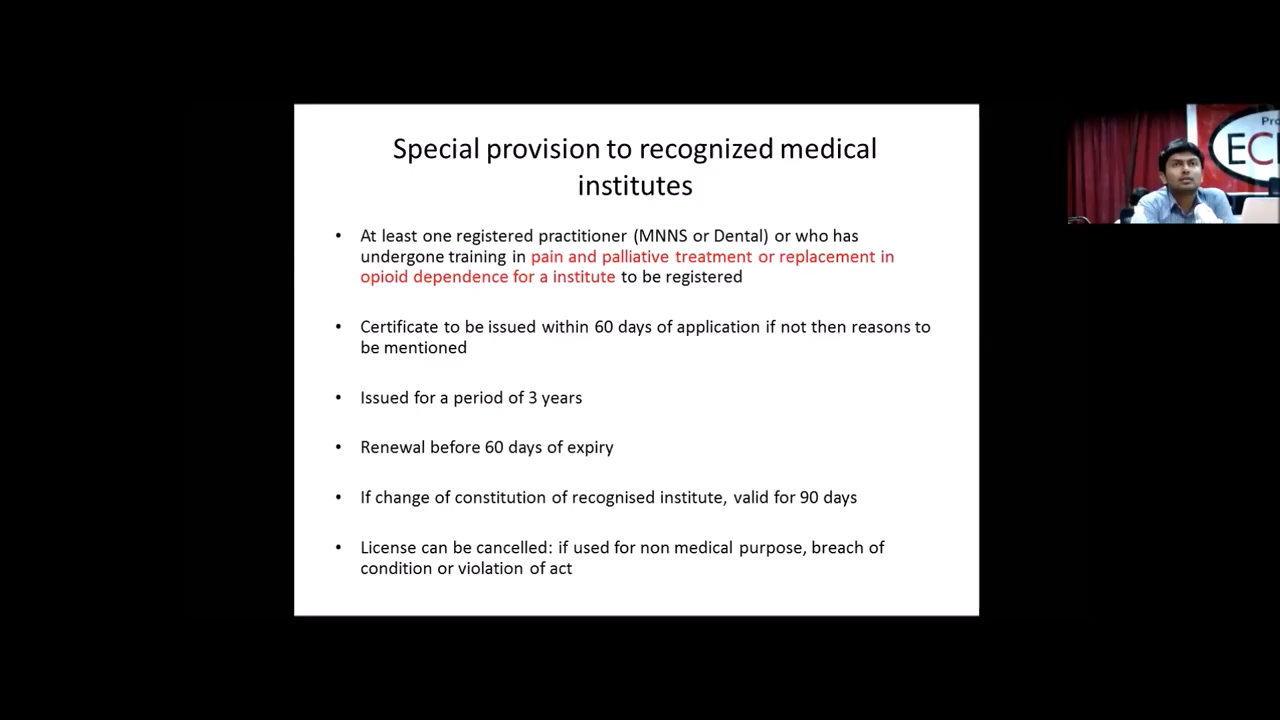 Special provision to recognized medical
institutes
• At least one registered practitioner (MNNS or Dental) or who has
undergone training in pain and palliative treatment or replacement in
opioid dependence for a institute to be registered
• Certificate to be issued within 60 days of application if not then reasons to
be mentioned
• Issued for a period of 3 years
• Renewal before 60 days of expiry
• If change of constitution of recognised institute, valid for 90 days
• License can be cancelled: if used for non medical purpose, breach of
condition or violation of act
Pro